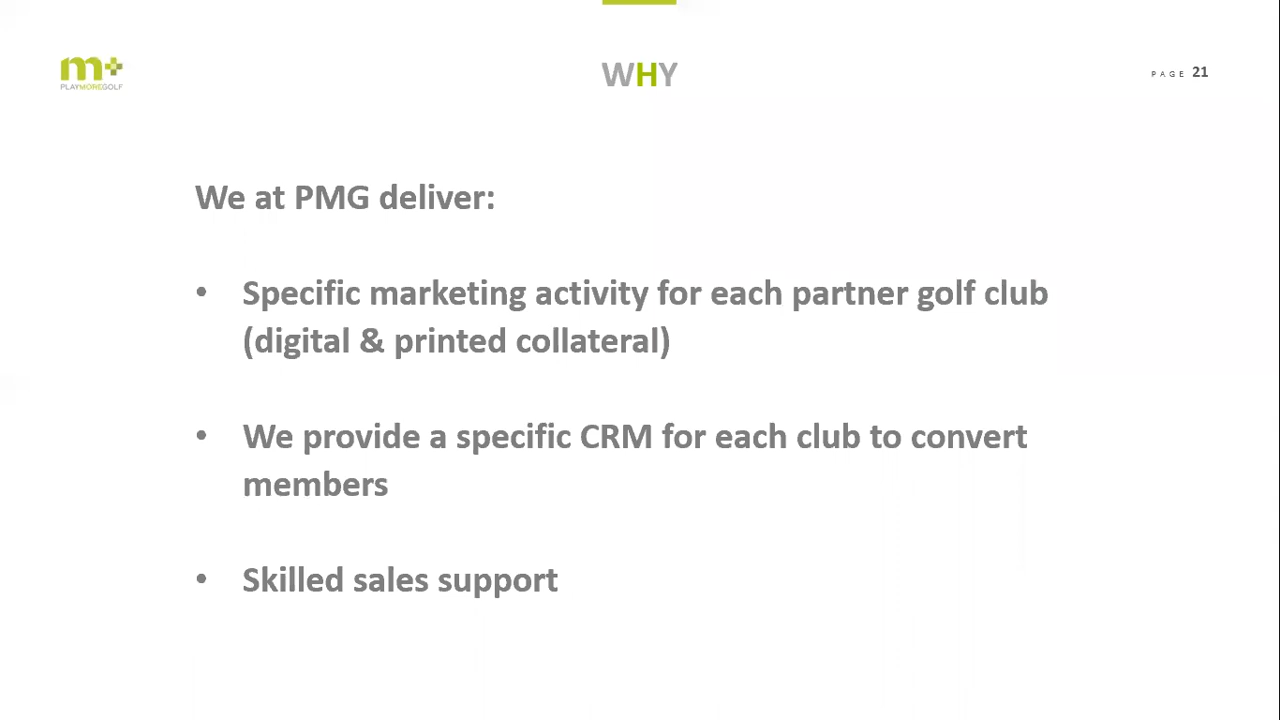 m+
PLAYMOREGOLF
WHY
PAGE 21
We at PMG deliver:
• Specific marketing activity for each partner golf club
(digital & printed collateral)
• We provide a specific CRM for each club to convert
members
• Skilled sales support